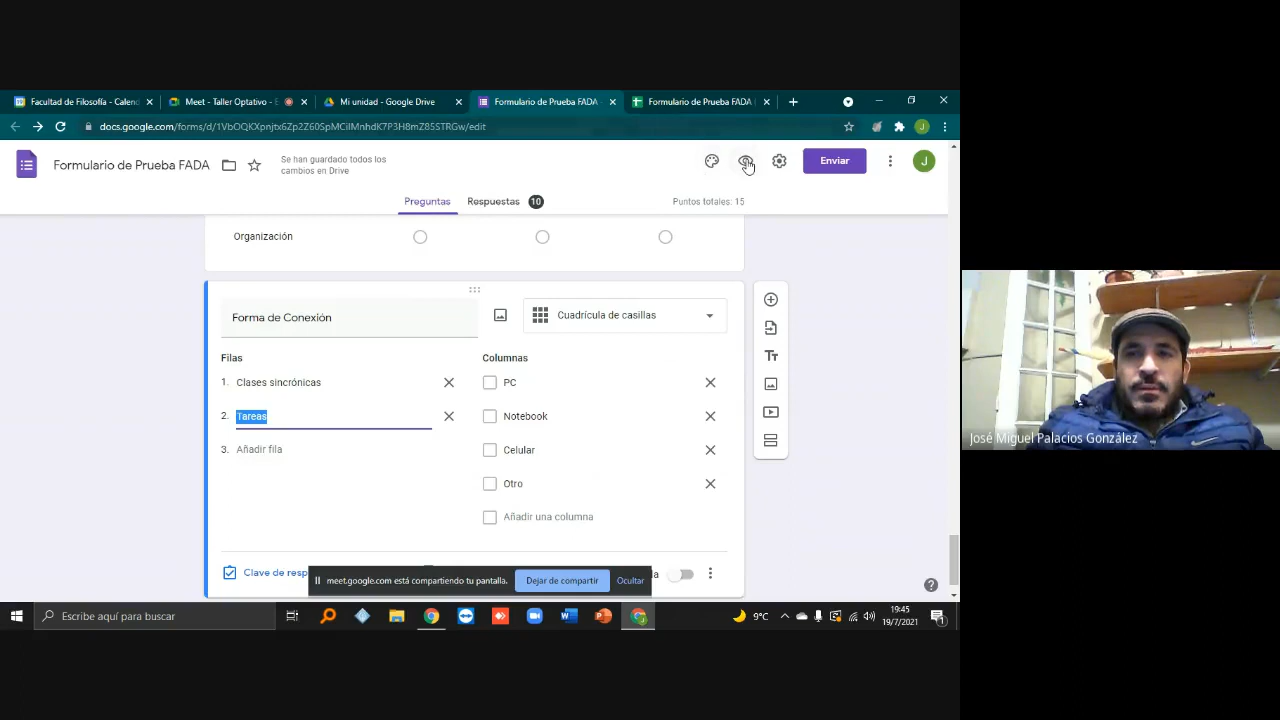 Facultad de Filosofía - Calend
Meet - Taller Optativo - E
Mi unidad - Google Drive
Formulario de Prueba FADA -
Formulario de Prueba FADA
docs.google.com/forms/d/1VbOQKXpnjtx6Zp2Z60SpMCilMnhdK7P3H8mZ85STRGw/edit
J
Formulario de Prueba FADA
Se han guardado todos los
cambios en Drive
Enviar
J
Preguntas
Respuestas 10
Puntos totales: 15
Organización
Forma de Conexión
Cuadrícula de casillas
Filas
Columnas
1. Clases sincrónicas
PC
2. Tareas
Notebook
3. Añadir fila
Celular
Otro
Añadir una columna
Clave de resp
meet.google.com está compartiendo tu pantalla.
Dejar de compartir
Ocultar
la
José Miguel Palacios González
Escribe aquí para buscar
9°C
19:45
19/7/2021
1